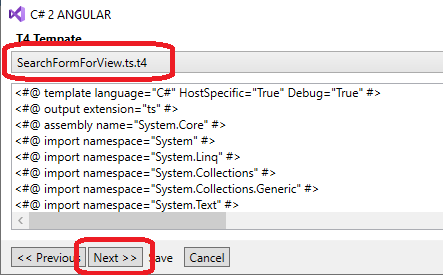 C# 2 ANGULAR
T4 Tempate
SearchFormForView.ts.t4
<#@ template language="C#" HostSpecific="True" Debug="True" #>
<#@ output extension="ts" #>
<#@ assembly name="System.Core" #>
<#@ import namespace="System" #>
<#@ import namespace="System.Linq" #>
<#@ import namespace="System.Collections" #>
<#@ import namespace="System.Collections.Generic" #>
<#@ import namespace="System.Text" #>
<< Previous Next >> Save Cancel